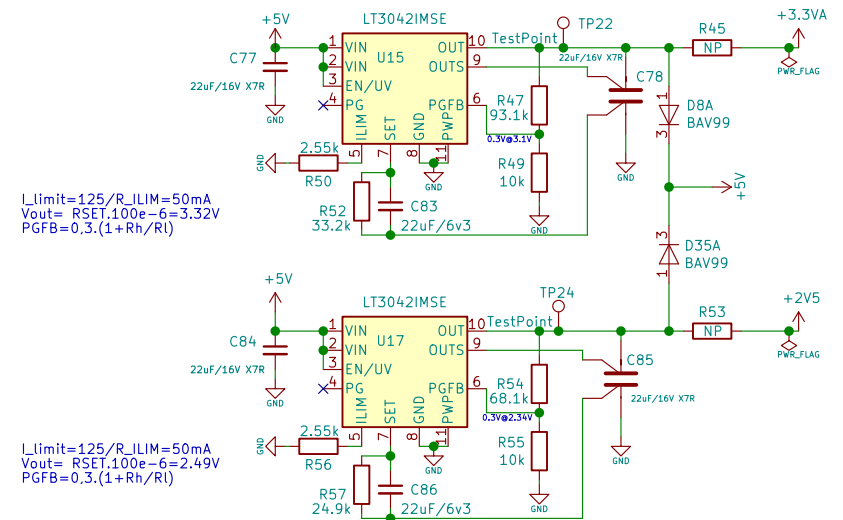 +5V
LT3042IMSE
TP22
R45
+3.3VA
1 VIN
U15
OUT 10
TestPoint
NP
C77
2 VIN
OUTS 9
22uF/16V X7R
C78
PWR_FLAG
22uF/16V X7R
3 EN/UV
R47
93.1k
4 PG
PGFB 6
1
D8A
BAV99
3
GND
ILIM
SET
GND
PWP
0.3V@3.1V
5
7
8
11
2.55k
GND
R50
GND
R49
10k
GND
+5V
I_limit=125/R_ILIM=50mA
Vout= RSET.100e-6=3.32V
PGFB=0,3.(1+Rh/Rl)
R52
33.2k
C83
22uF/6v3
GND
3
D35A
BAV99
1
+5V
LT3042IMSE
TP24
R53
+2V5
1 VIN
U17
OUT 10
TestPoint
NP
C84
2 VIN
OUTS 9
C85
PWR_FLAG
22uF/16V X7R
3 EN/UV
R54
68.1k
4 PG
PGFB 6
22uF/16V X7R
GND
ILIM
SET
GND
PWP
0.3V@2.34V
5
7
8
11
2.55k
GND
R56
GND
R55
10k
GND
I_limit=125/R_ILIM=50mA
Vout= RSET.100e-6=2.49V
PGFB=0,3.(1+Rh/Rl)
R57
24.9k
C86
22uF/6v3
GND